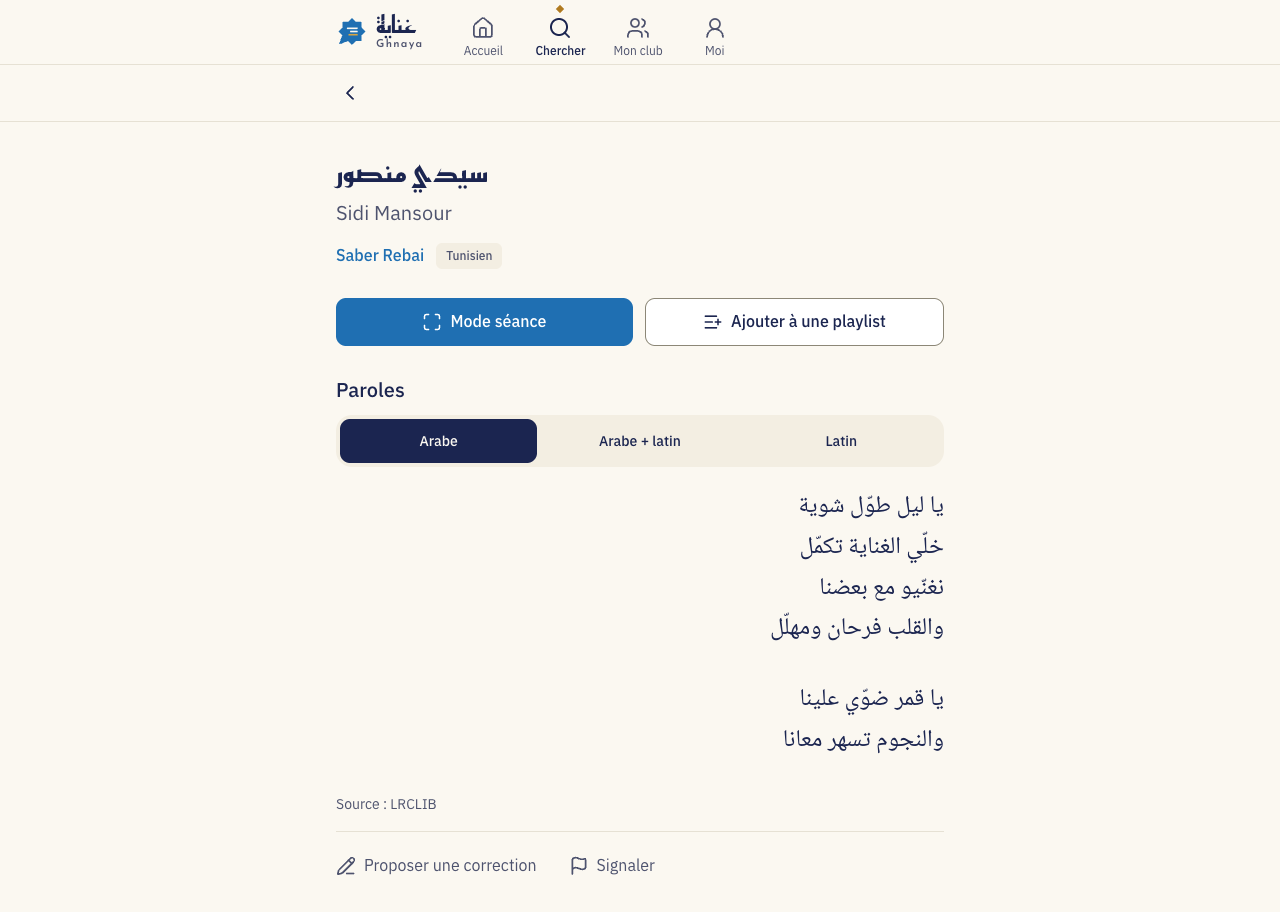 غناية
Ghnaya
Accueil
Chercher
Mon club
Moi
سيدي منصور
Sidi Mansour
Saber Rebai
Tunisien
Mode séance
Ajouter à une playlist
Paroles
Arabe
Arabe + latin
Latin
يا ليل طوّل شوية
خلّي الغناية تكمّل
نغنّيو مع بعضنا
والقلب فرحان ومهلّل
يا قمر ضوّي علينا
والنجوم تسهر معانا
Source : LRCLIB
Proposer une correction
Signaler